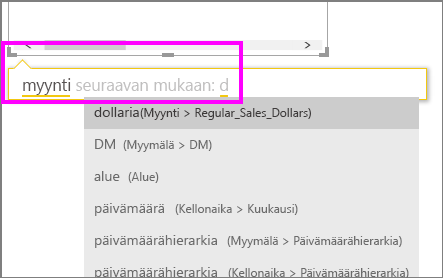 myynti seuraavan mukaan: d
dollaria(Myynti > Regular_Sales_Dollars)
DM (Myymälä > DM)
alue (Alue)
päivämäärä (Kellonaika > Kuukausi)
päivämäärähierarkia (Myymälä > Päivämäärähierarkia)
päivämäärähierarkia (Kellonaika > Päivämäärähierarkia)